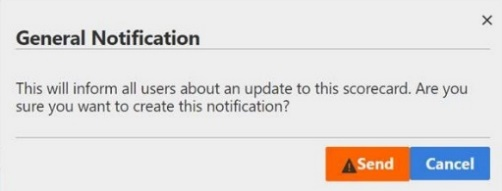 General Notification
This will inform all users about an update to this scorecard. Are you
sure you want to create this notification?
Send
Cancel